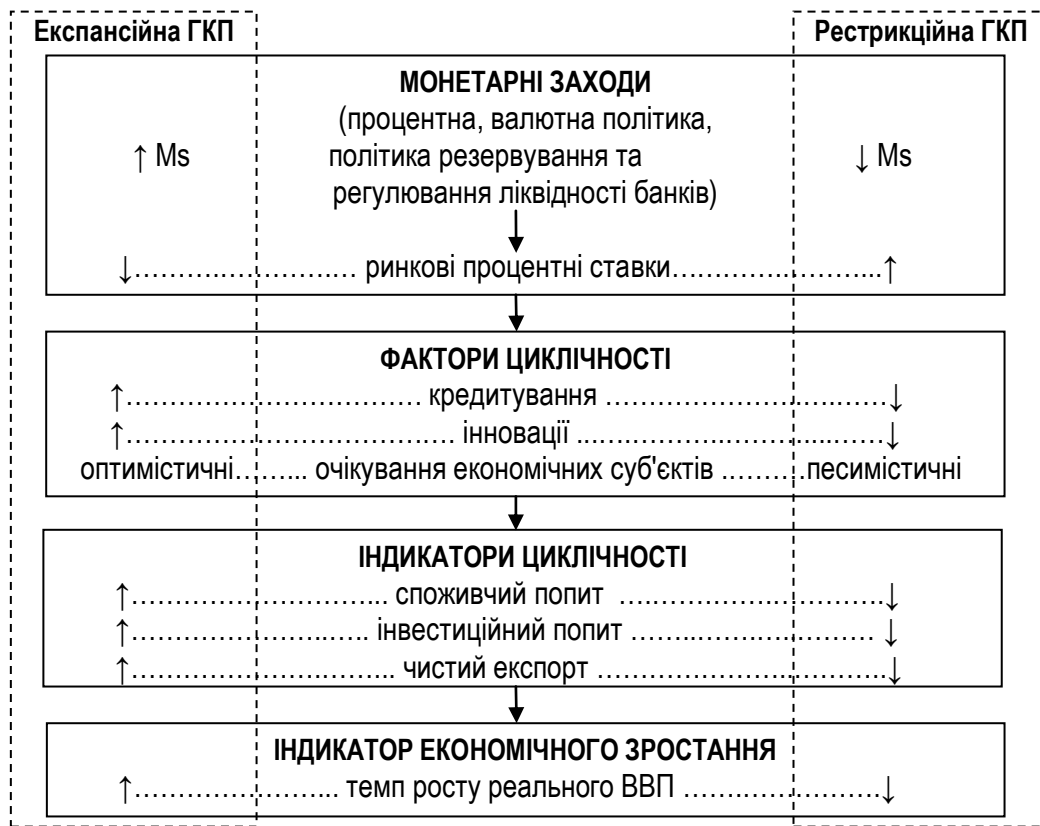 Експансійна ГКП
Рестрикційна ГКП
МОНЕТАРНІ ЗАХОДИ
(процентна, валютна політика,
↑ Ms політика резервування та ↓ Ms
регулювання ліквідності банків)
↓……..…………..… ринкові процентні ставки……..………...↑
ФАКТОРИ ЦИКЛІЧНОСТІ
↑…………………………… кредитування ……………………..…↓
↑……………………….…. інновації ..…..……………....……↓
оптимістичні……... очікування економічних суб'єктів ..……..песимістичні
ІНДИКАТОРИ ЦИКЛІЧНОСТІ
↑……………………... споживчий попит …..…………………..↓
↑………………..….. інвестиційний попит ……..………..……… ↓
↑……………………... чистий експорт ………………………..↓
ІНДИКАТОР ЕКОНОМІЧНОГО ЗРОСТАННЯ
↑………………... темп росту реального ВВП …….…………..↓